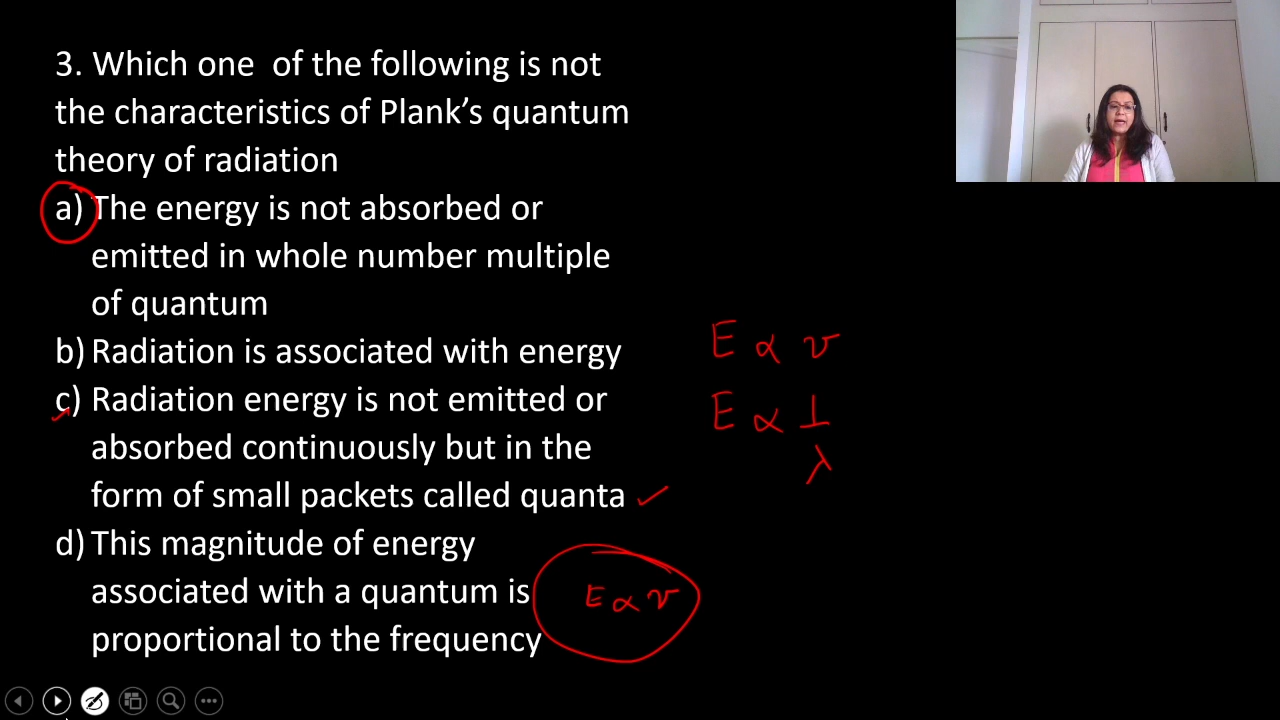 3. Which one of the following is not
the characteristics of Plank's quantum
theory of radiation
a) The energy is not absorbed or
emitted in whole number multiple
of quantum
b) Radiation is associated with energy
c) Radiation energy is not emitted or
absorbed continuously but in the
form of small packets called quanta
d) This magnitude of energy
associated with a quantum is
proportional to the frequency
E ∝ ν
E ∝ 1
λ
E ∝ ν